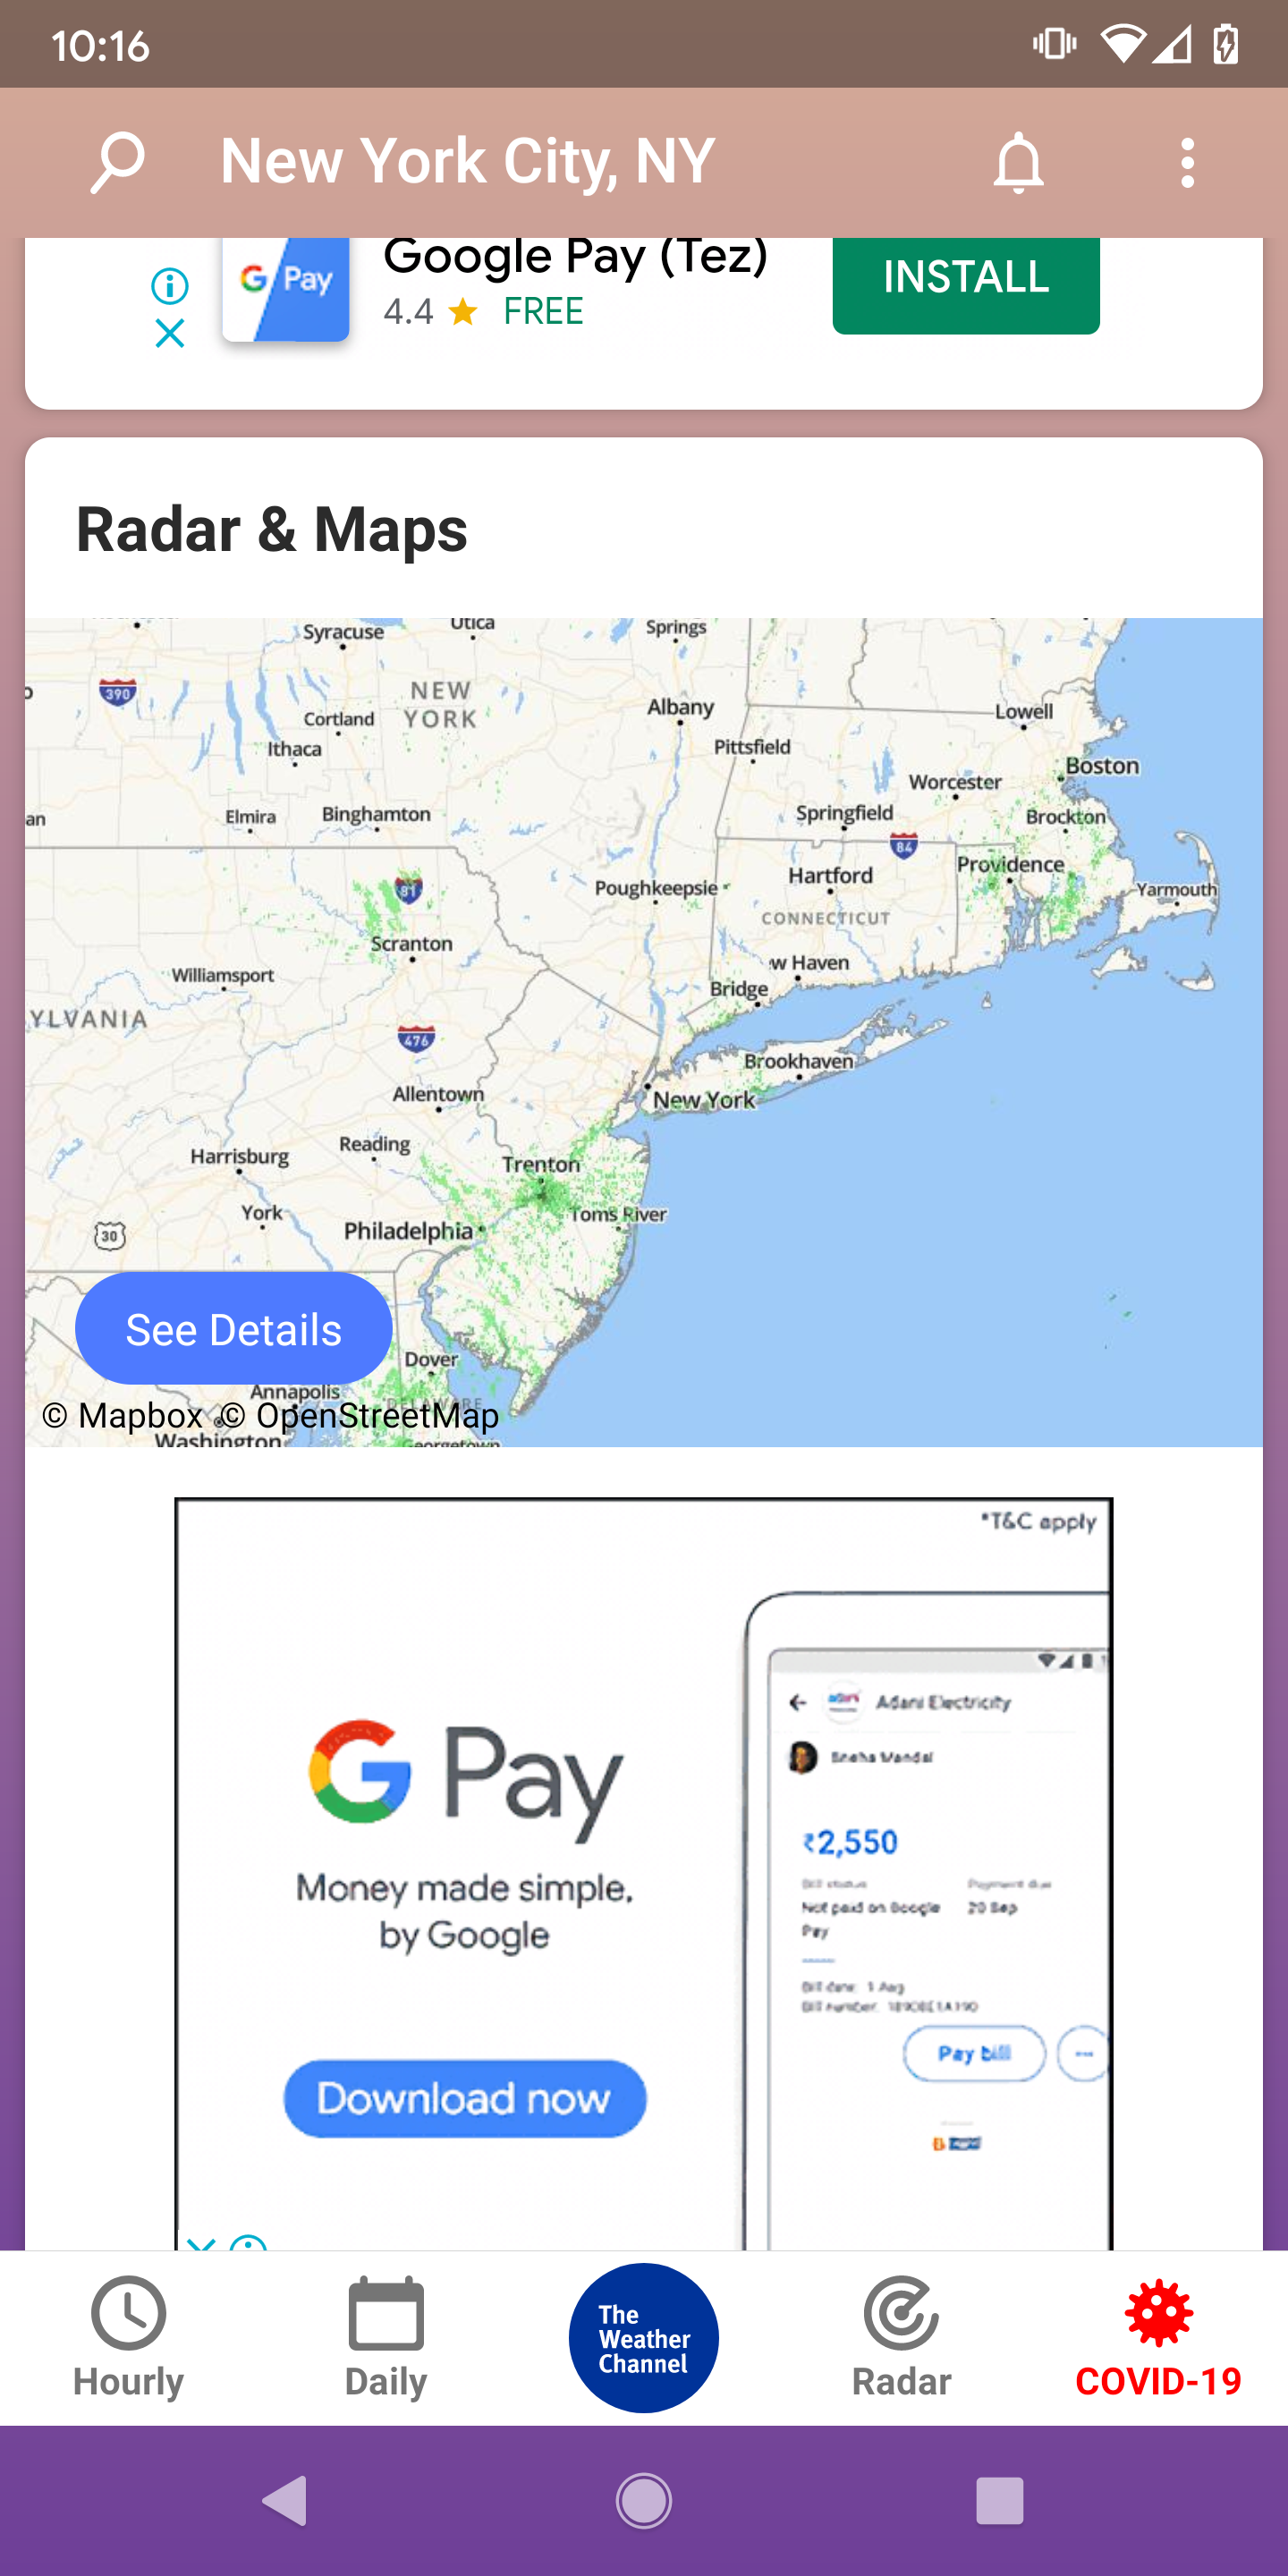 10:16
New York City, NY
G Pay
Google Pay (Tez)
4.4 ★ FREE
INSTALL
Radar & Maps
Syracuse
Utica
Springs
390
NEW
YORK
Albany
Lowell
Cortland
Ithaca
Pittsfield
Boston
Worcester
an
Elmira
Binghamton
Springfield
Brockton
84
81
Hartford
Providence
Poughkeepsie
Yarmouth
CONNECTICUT
Scranton
Williamsport
w Haven
Bridge
YLVANIA
476
Brookhaven
Allentown
New York
Reading
Harrisburg
Trenton
York
Toms River
30
Philadelphia
See Details
Dover
Annapolis
DELAWARE
© Mapbox © OpenStreetMap
Washington
Georgetown
*T&C apply
G Pay
Money made simple,
by Google
Download now
Adani Electricity
Sneha Mandal
₹2,550
Bill status
Payment due
Not paid on Google
Pay
20 Sep
Bill date: 1 Aug
Pay bill
The
Weather
Channel
Hourly
Daily
Radar
COVID-19